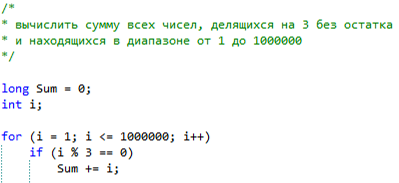 /*
* вычислить сумму всех чисел, делящихся на 3 без остатка
* и находящихся в диапазоне от 1 до 1000000
*/
long Sum = 0;
int i;
for (i = 1; i <= 1000000; i++)
if (i % 3 == 0)
Sum += i;